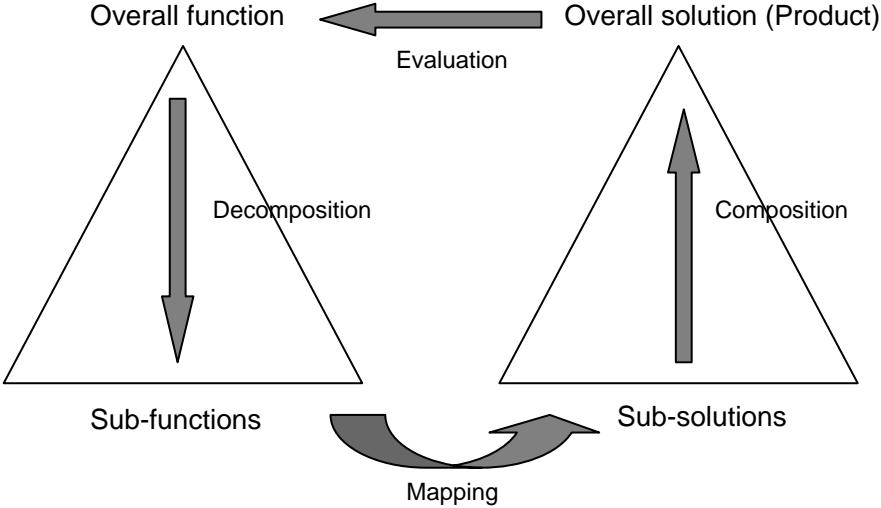 Overall function
Overall solution (Product)
Evaluation
Decomposition
Composition
Sub-functions
Sub-solutions
Mapping